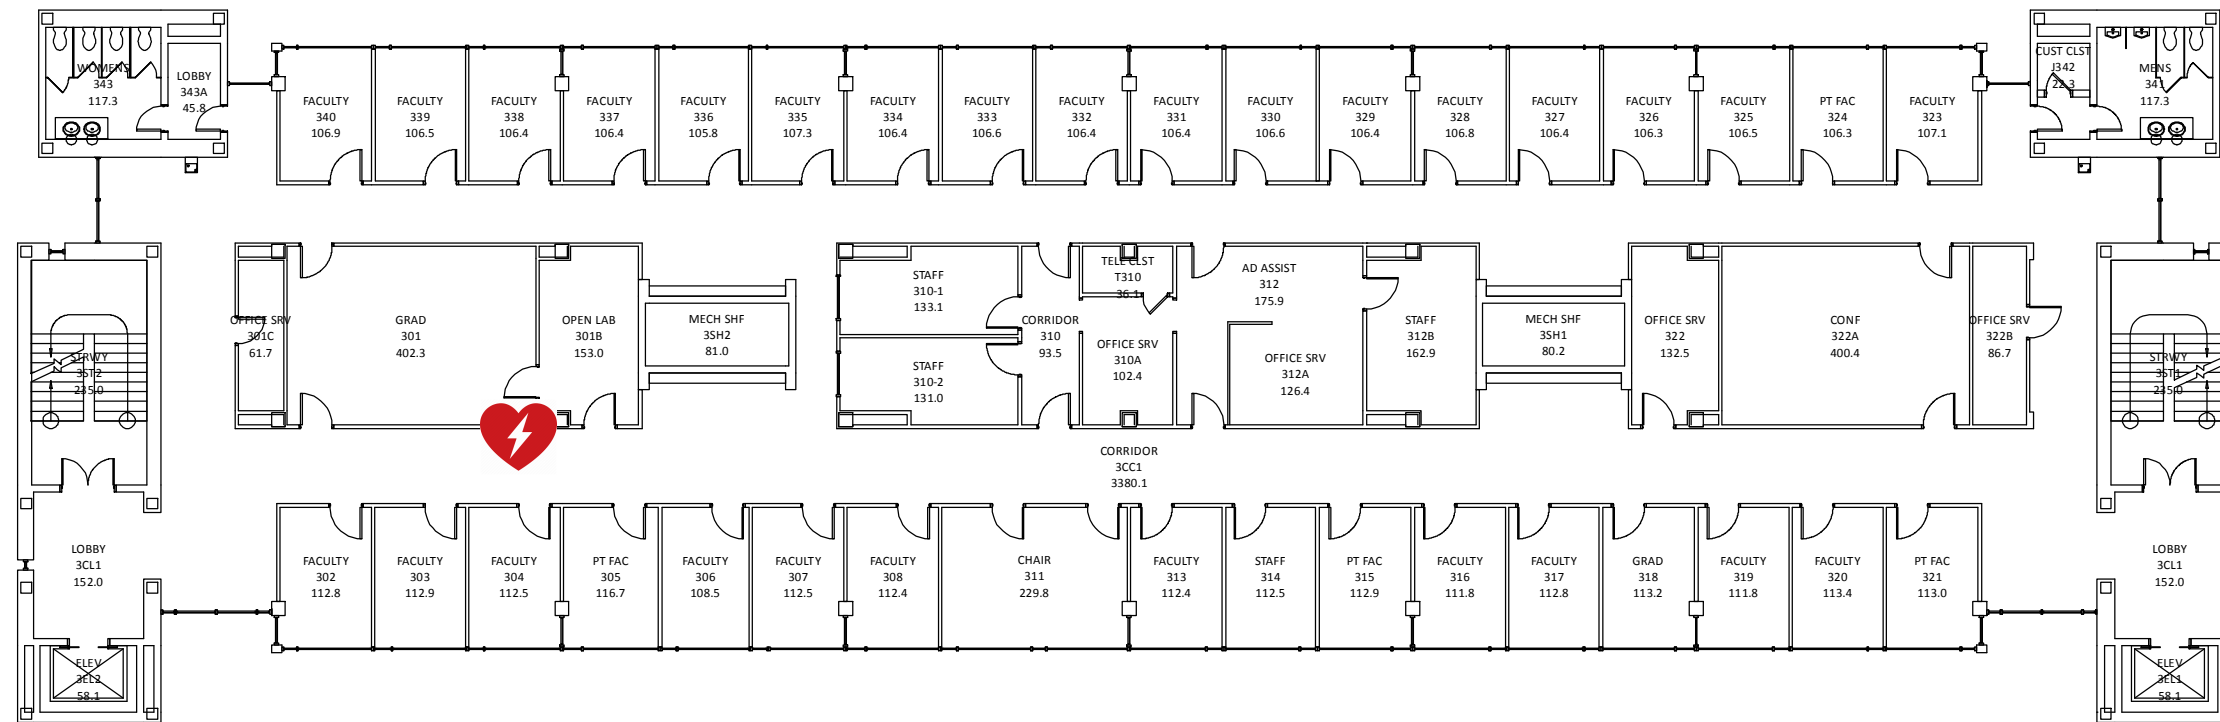 WOMENS
343
117.3
LOBBY
343A
45.8
FACULTY
340
106.9
FACULTY
339
106.5
FACULTY
338
106.4
FACULTY
337
106.4
FACULTY
336
105.8
FACULTY
335
107.3
FACULTY
334
106.4
FACULTY
333
106.6
FACULTY
332
106.4
FACULTY
331
106.4
FACULTY
330
106.6
FACULTY
329
106.4
FACULTY
328
106.8
FACULTY
327
106.4
FACULTY
326
106.3
FACULTY
325
106.5
PT FAC
324
106.3
FACULTY
323
107.1
CUST CLST
J342
22.3
MENS
341
117.3
STRWY
3ST2
235.0
OFFICE SRV
301C
61.7
GRAD
301
402.3
OPEN LAB
301B
153.0
MECH SHF
3SH2
81.0
STAFF
310-1
133.1
STAFF
310-2
131.0
CORRIDOR
310
93.5
TELE CLST
T310
36.1
OFFICE SRV
310A
102.4
AD ASSIST
312
175.9
OFFICE SRV
312A
126.4
STAFF
312B
162.9
MECH SHF
3SH1
80.2
OFFICE SRV
322
132.5
CONF
322A
400.4
OFFICE SRV
322B
86.7
STRWY
3ST1
235.0
CORRIDOR
3CC1
3380.1
LOBBY
3CL1
152.0
FACULTY
302
112.8
FACULTY
303
112.9
FACULTY
304
112.5
PT FAC
305
116.7
FACULTY
306
108.5
FACULTY
307
112.5
FACULTY
308
112.4
CHAIR
311
229.8
FACULTY
313
112.4
STAFF
314
112.5
PT FAC
315
112.9
FACULTY
316
111.8
FACULTY
317
112.8
GRAD
318
113.2
FACULTY
319
111.8
FACULTY
320
113.4
PT FAC
321
113.0
LOBBY
3CL1
152.0
ELEV
3EL2
58.1
ELEV
3EL1
58.1